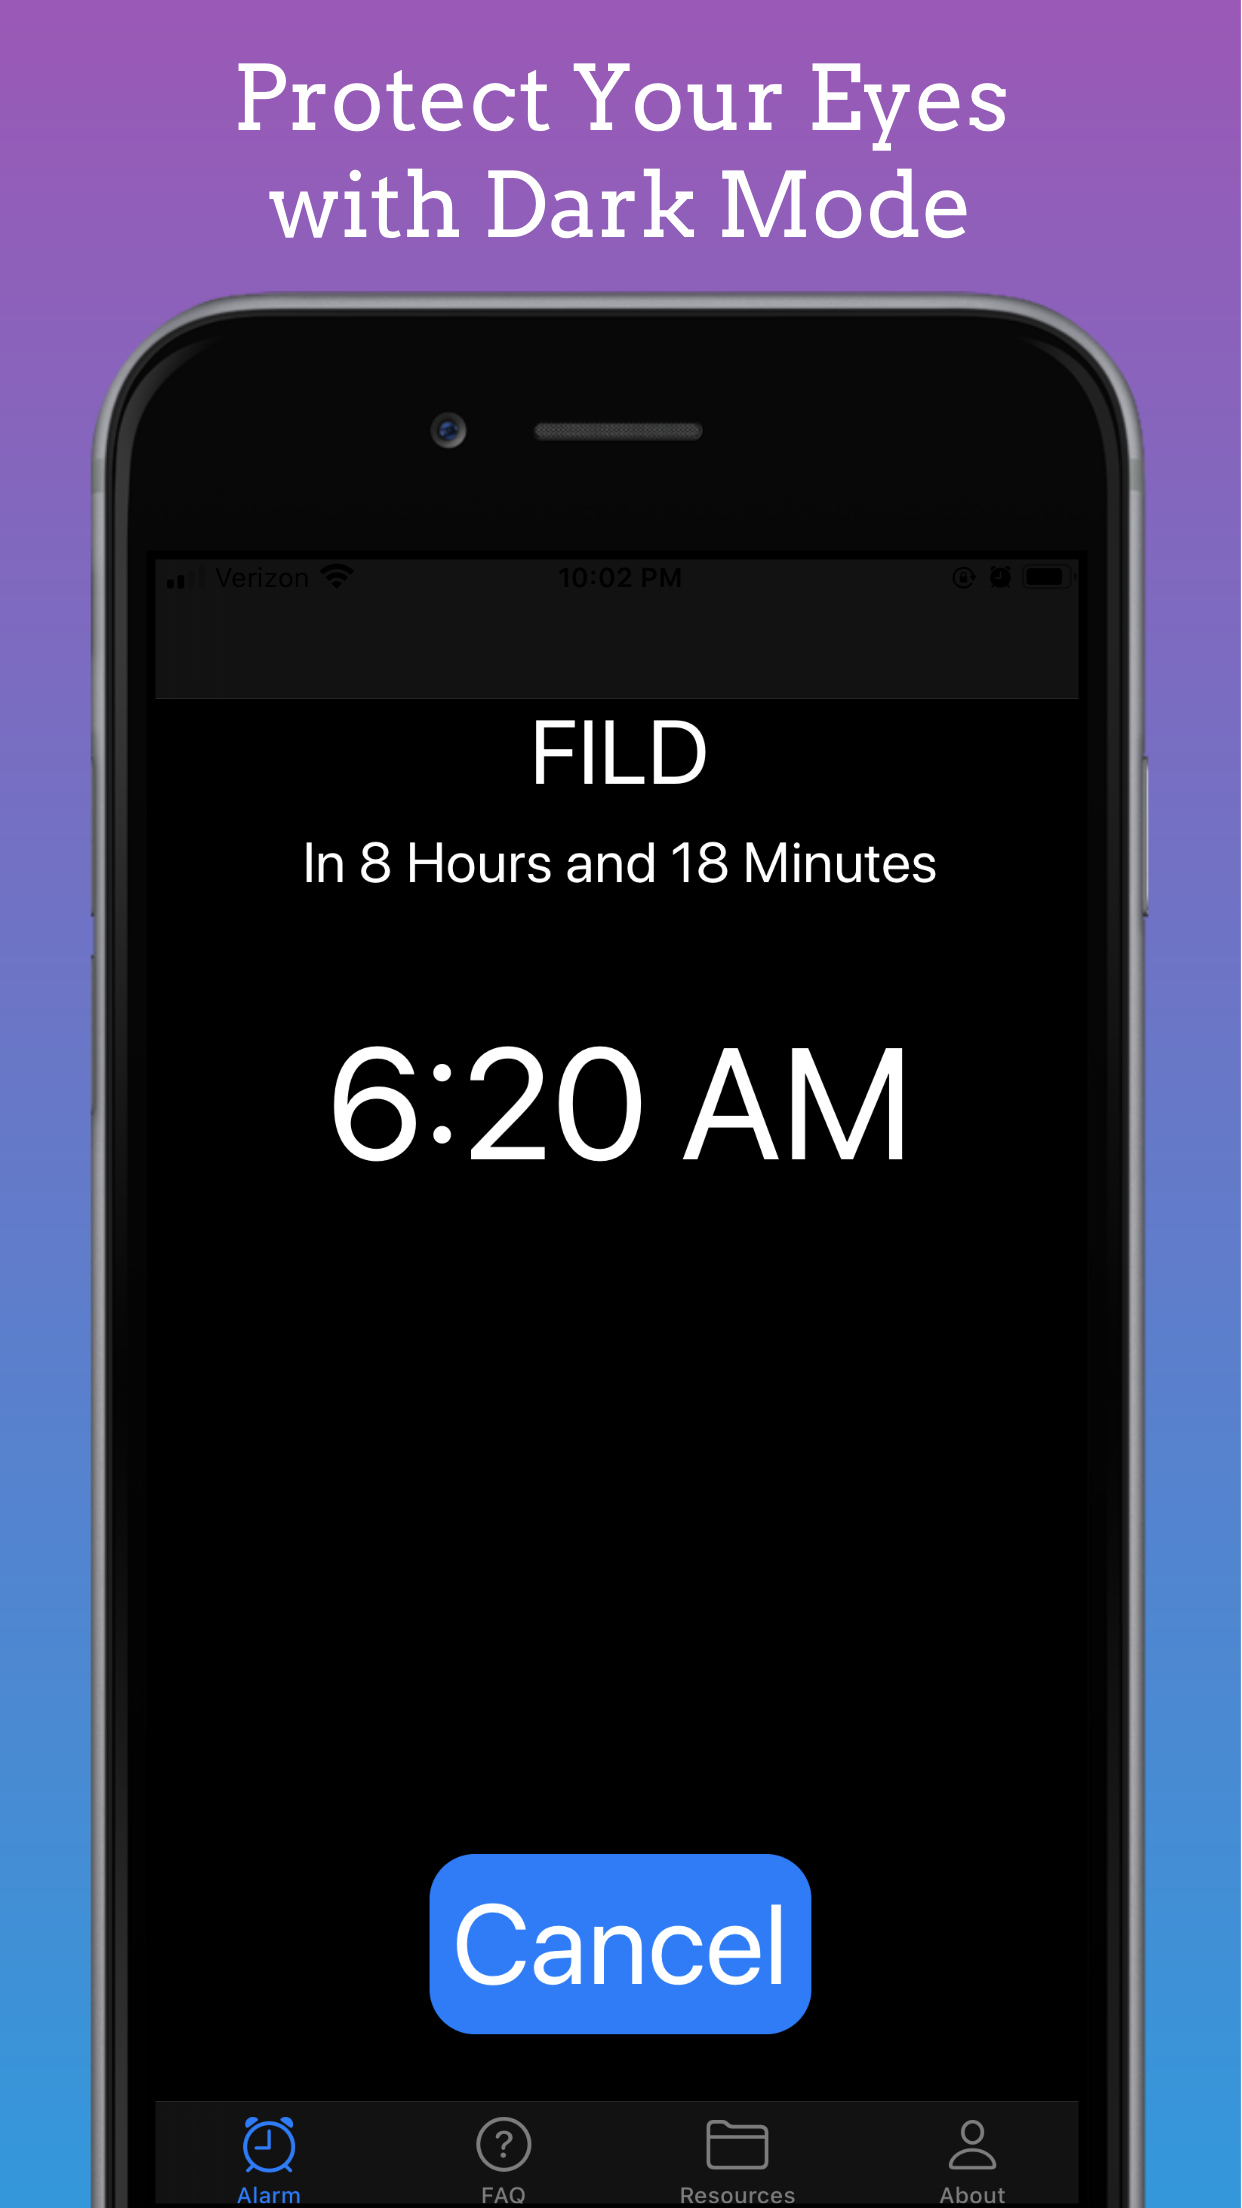 Protect Your Eyes
with Dark Mode
Verizon 10:02 PM
FILD
In 8 Hours and 18 Minutes
6:20 AM
Cancel
Alarm FAQ Resources About